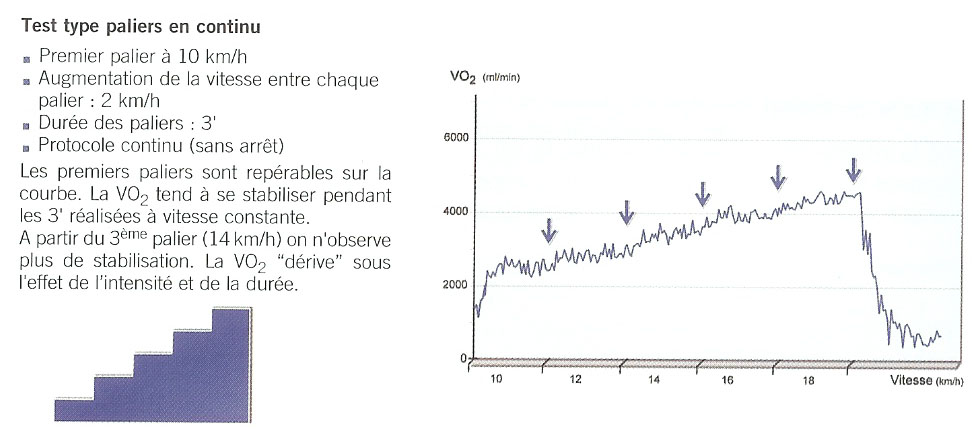 Test type paliers en continu
▪ Premier palier à 10 km/h
▪ Augmentation de la vitesse entre chaque
palier : 2 km/h
▪ Durée des paliers : 3'
▪ Protocole continu (sans arrêt)
Les premiers paliers sont repérables sur la
courbe. La VO2 tend à se stabiliser pendant
les 3' réalisées à vitesse constante.
A partir du 3ème palier (14 km/h) on n'observe
plus de stabilisation. La VO2 "dérive" sous
l'effet de l'intensité et de la durée.
VO2 (ml/min)
6000
4000
2000
0
10 12 14 16 18 Vitesse (km/h)